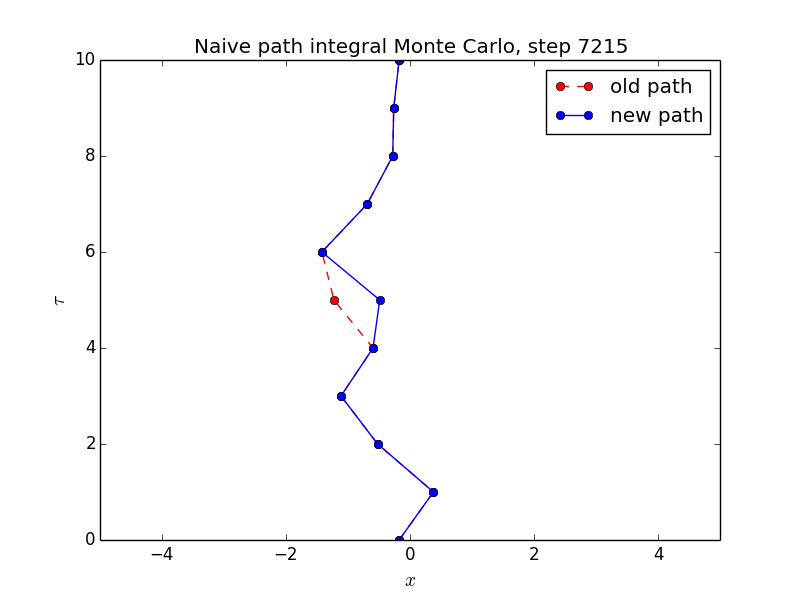 Naive path integral Monte Carlo, step 7215
old path
new path
10
8
6
4
2
0
τ
−4 −2 0 2 4
x